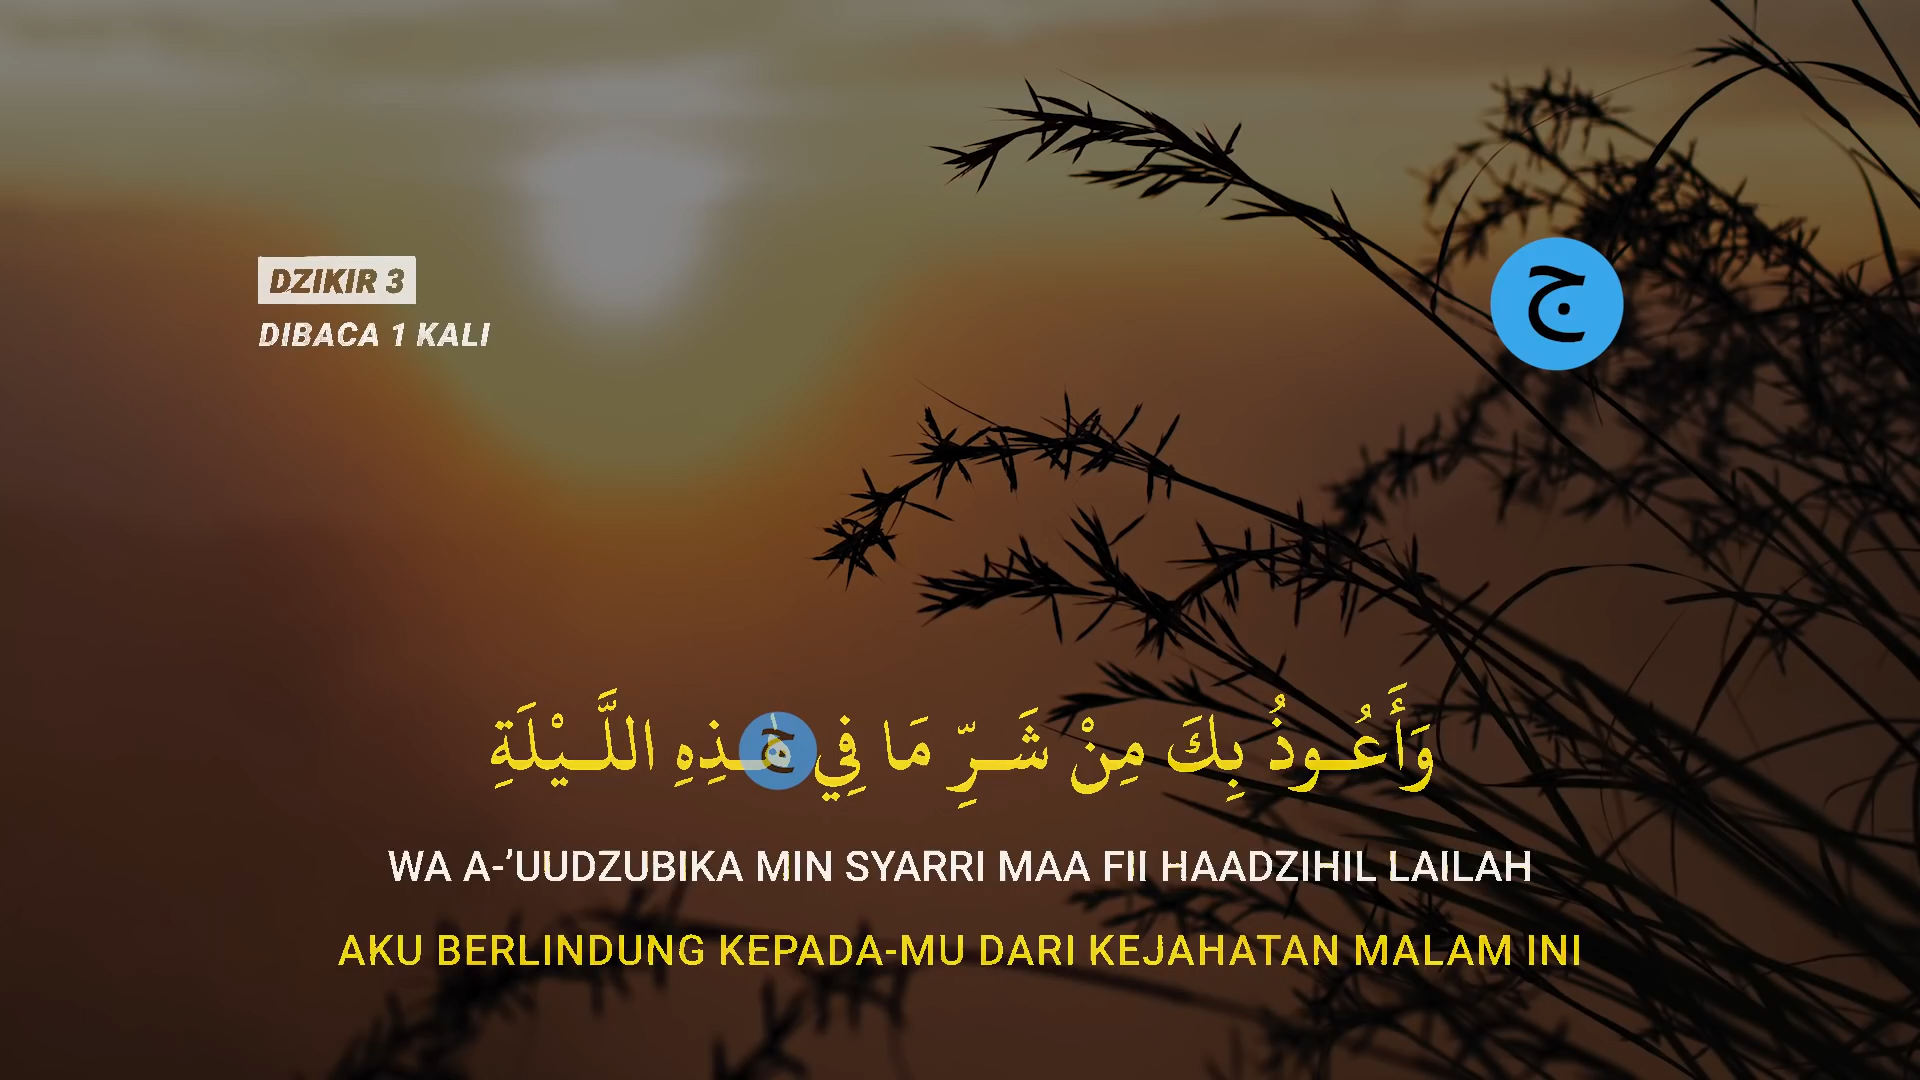 DZIKIR 3
DIBACA 1 KALI
ج
وَأَعُـوذُ بِكَ مِنْ شَـرِّ مَا فِي هٰـذِهِ اللَّـيْلَةِ
ج
WA A-’UUDZUBIKA MIN SYARRI MAA FII HAADZIHIL LAILAH
AKU BERLINDUNG KEPADA-MU DARI KEJAHATAN MALAM INI